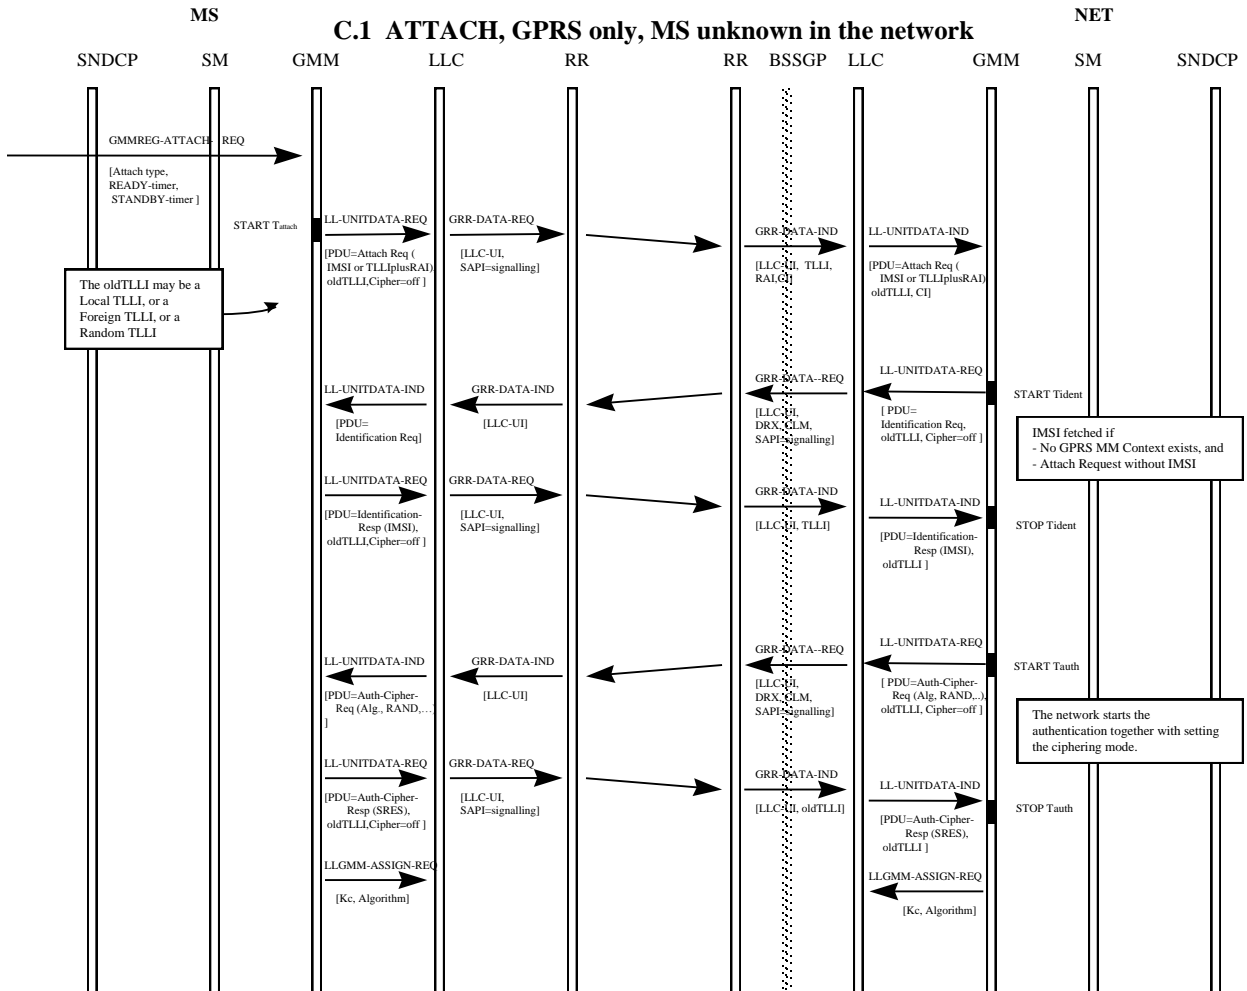 MS
NET
C.1 ATTACH, GPRS only, MS unknown in the network
SNDCP
SM
GMM
LLC
RR
RR
BSSGP
LLC
GMM
SM
SNDCP
GMMREG-ATTACH- REQ
[Attach type,
READY-timer,
STANDBY-timer ]
START Tattach
LL-UNITDATA-REQ
[PDU=Attach Req (
IMSI or TLLIplusRAI)
oldTLLI,Cipher=off ]
GRR-DATA-REQ
[LLC-UI,
SAPI=signalling]
GRR-DATA-IND
[LLC-UI, TLLI,
RAI,CI]
LL-UNITDATA-IND
[PDU=Attach Req (
IMSI or TLLIplusRAI)
oldTLLI, CI]
The oldTLLI may be a
Local TLLI, or a
Foreign TLLI, or a
Random TLLI
LL-UNITDATA-IND
[PDU=
Identification Req]
GRR-DATA-IND
[LLC-UI]
GRR-DATA--REQ
[LLC-UI,
DRX, CLM,
SAPI=signalling]
LL-UNITDATA-REQ
[ PDU=
Identification Req,
oldTLLI, Cipher=off ]
START Tident
IMSI fetched if
- No GPRS MM Context exists, and
- Attach Request without IMSI
LL-UNITDATA-REQ
[PDU=Identification-
Resp (IMSI),
oldTLLI,Cipher=off ]
GRR-DATA-REQ
[LLC-UI,
SAPI=signalling]
GRR-DATA-IND
[LLC-UI, TLLI]
LL-UNITDATA-IND
[PDU=Identification-
Resp (IMSI),
oldTLLI ]
STOP Tident
LL-UNITDATA-IND
[PDU=Auth-Cipher-
Req (Alg., RAND,...)
]
GRR-DATA-IND
[LLC-UI]
GRR-DATA--REQ
[LLC-UI,
DRX, CLM,
SAPI=signalling]
LL-UNITDATA-REQ
[ PDU=Auth-Cipher-
Req (Alg, RAND,..),
oldTLLI, Cipher=off ]
START Tauth
The network starts the
authentication together with setting
the ciphering mode.
LL-UNITDATA-REQ
[PDU=Auth-Cipher-
Resp (SRES),
oldTLLI,Cipher=off ]
GRR-DATA-REQ
[LLC-UI,
SAPI=signalling]
GRR-DATA-IND
[LLC-UI, oldTLLI]
LL-UNITDATA-IND
[PDU=Auth-Cipher-
Resp (SRES),
oldTLLI ]
STOP Tauth
LLGMM-ASSIGN-REQ
[Kc, Algorithm]
LLGMM-ASSIGN-REQ
[Kc, Algorithm]